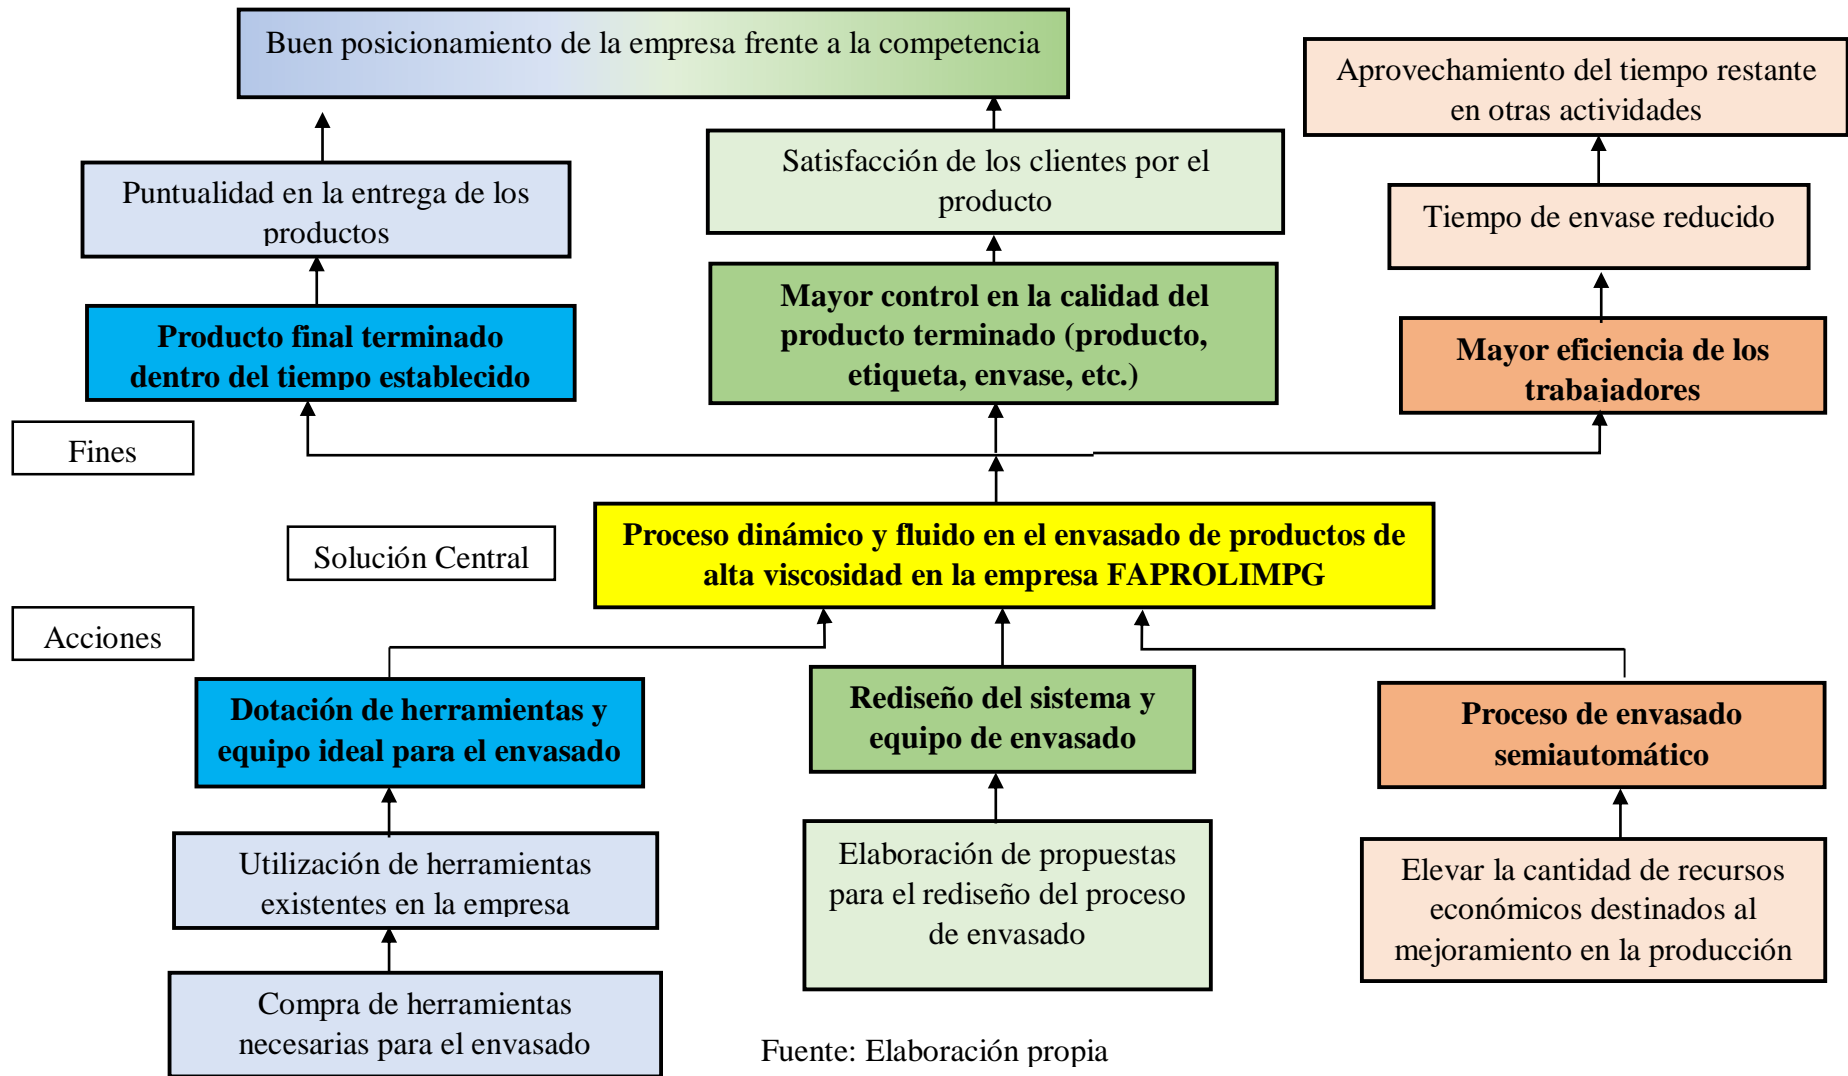 Buen posicionamiento de la empresa frente a la competencia
Aprovechamiento del tiempo restante
en otras actividades
Puntualidad en la entrega de los
productos
Satisfacción de los clientes por el
producto
Tiempo de envase reducido
Producto final terminado
dentro del tiempo establecido
Mayor control en la calidad del
producto terminado (producto,
etiqueta, envase, etc.)
Mayor eficiencia de los
trabajadores
Fines
Solución Central
Proceso dinámico y fluido en el envasado de productos de
alta viscosidad en la empresa FAPROLIMPG
Acciones
Dotación de herramientas y
equipo ideal para el envasado
Rediseño del sistema y
equipo de envasado
Proceso de envasado
semiautomático
Utilización de herramientas
existentes en la empresa
Elaboración de propuestas
para el rediseño del proceso
de envasado
Elevar la cantidad de recursos
económicos destinados al
mejoramiento en la producción
Compra de herramientas
necesarias para el envasado
Fuente: Elaboración propia